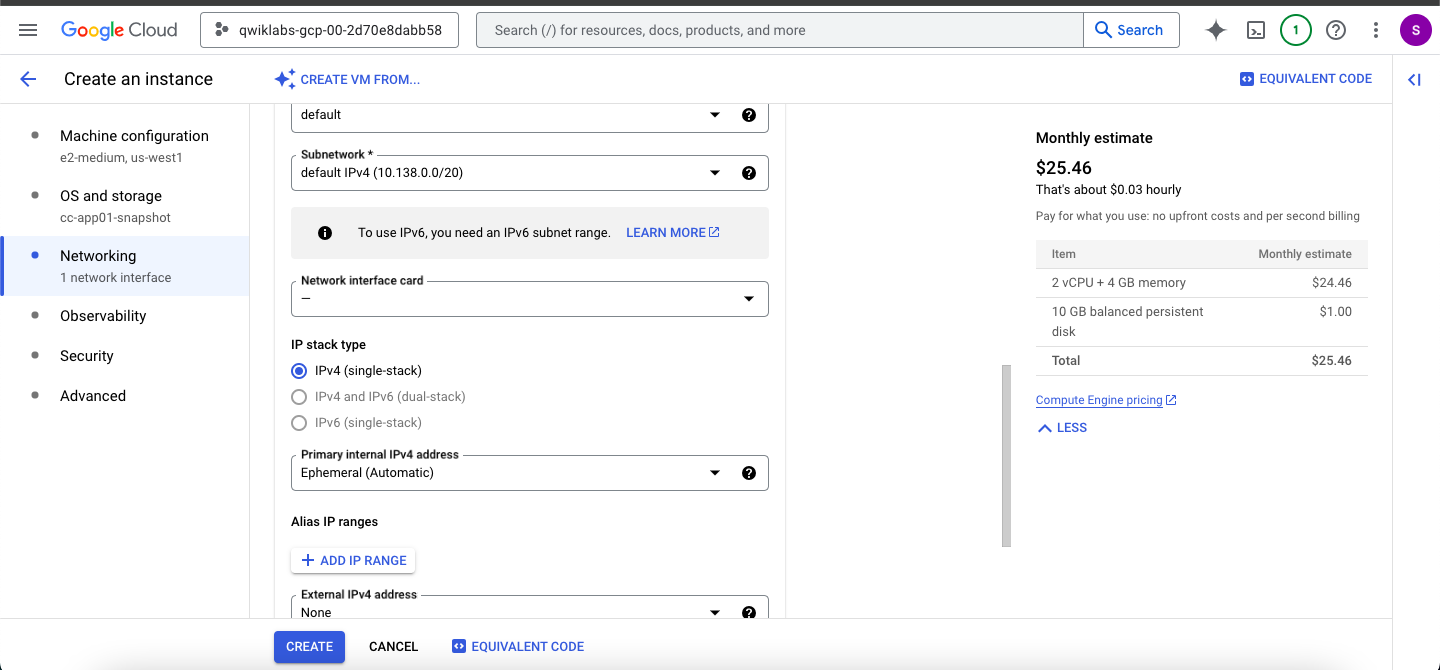 Google Cloud
qwiklabs-gcp-00-2d70e8dabb58
Search (/) for resources, docs, products, and more
Search
1
S
Create an instance
CREATE VM FROM...
EQUIVALENT CODE
Machine configuration
e2-medium, us-west1
OS and storage
cc-app01-snapshot
Networking
1 network interface
Observability
Security
Advanced
default
Subnetwork *
default IPv4 (10.138.0.0/20)
To use IPv6, you need an IPv6 subnet range. LEARN MORE
Network interface card
—
IP stack type
IPv4 (single-stack)
IPv4 and IPv6 (dual-stack)
IPv6 (single-stack)
Primary internal IPv4 address
Ephemeral (Automatic)
Alias IP ranges
ADD IP RANGE
External IPv4 address
None
CREATE
CANCEL
EQUIVALENT CODE
Monthly estimate
$25.46
That's about $0.03 hourly
Pay for what you use: no upfront costs and per second billing
Item Monthly estimate
2 vCPU + 4 GB memory $24.46
10 GB balanced persistent $1.00
disk
Total $25.46
Compute Engine pricing
LESS